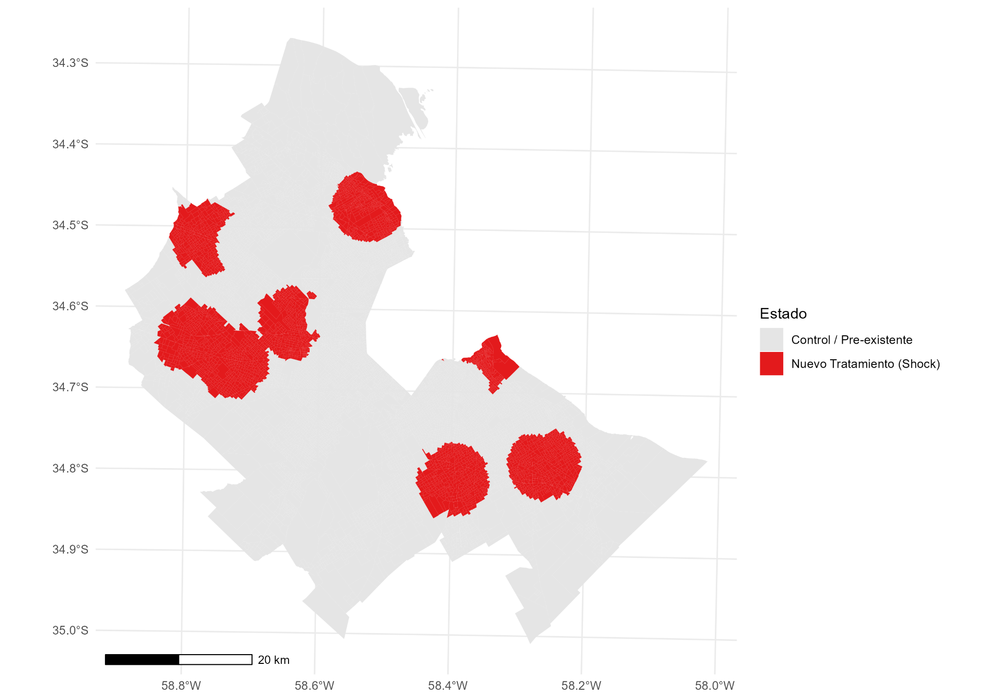 34.3°S
34.4°S
34.5°S
34.6°S
34.7°S
34.8°S
34.9°S
35.0°S
20 km
58.8°W
58.6°W
58.4°W
58.2°W
58.0°W
Estado
Control / Pre-existente
Nuevo Tratamiento (Shock)